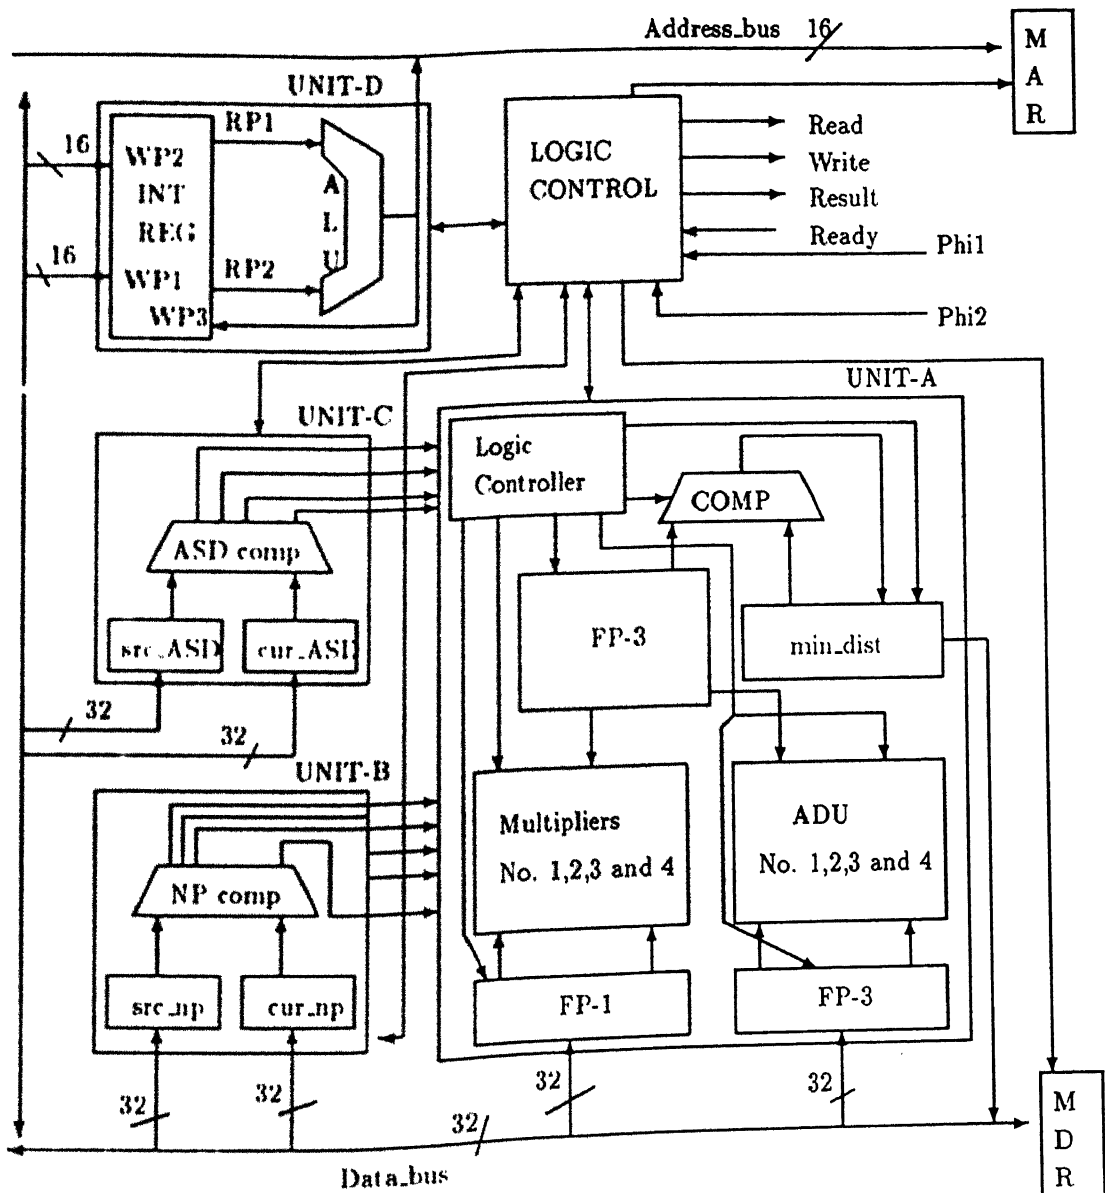 Address_bus 16
M
A
R
UNIT-D
16
WP2
INT
REG
WP1
WP3
16
RP1
RP2
A
L
U
LOGIC
CONTROL
Read
Write
Result
Ready
Phi1
Phi2
UNIT-A
UNIT-C
ASD comp
src_ASD
cur_ASD
32
32
Logic
Controller
COMP
FP-3
min_dist
Multipliers
No. 1,2,3 and 4
ADU
No. 1,2,3 and 4
FP-1
FP-3
UNIT-B
NP comp
src_np
cur_np
32
32
32
32
32
Data_bus
M
D
R